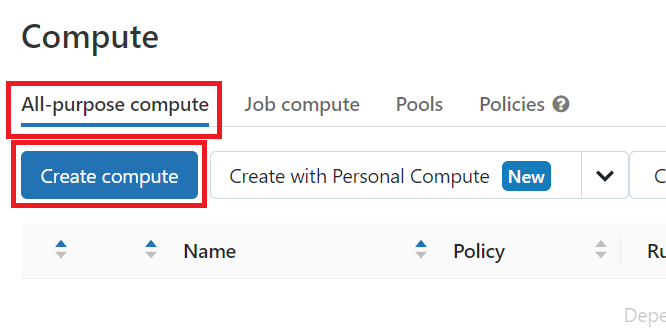 Compute
All-purpose compute Job compute Pools Policies ?
Create compute Create with Personal Compute New C
Name Policy Ru
Depe